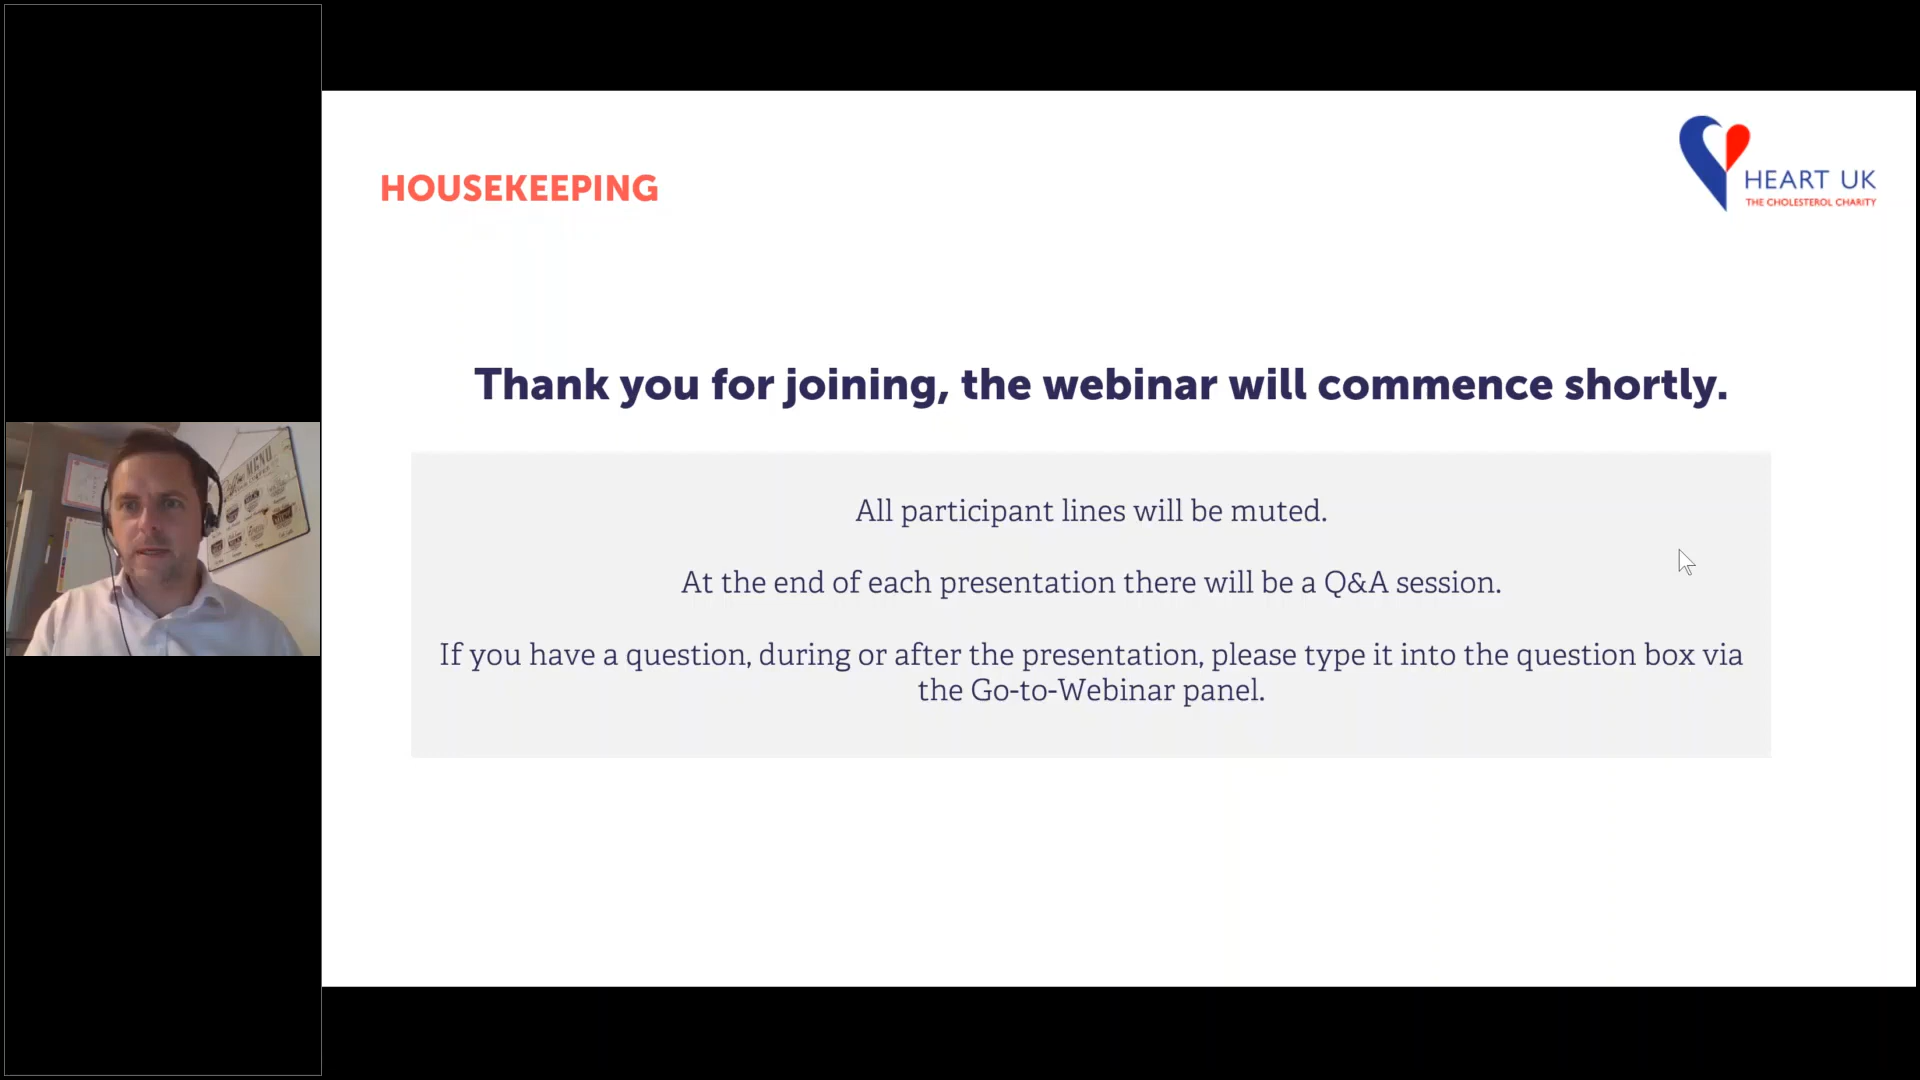 HOUSEKEEPING
HEART UK
THE CHOLESTEROL CHARITY
Thank you for joining, the webinar will commence shortly.
All participant lines will be muted.
At the end of each presentation there will be a Q&A session.
If you have a question, during or after the presentation, please type it into the question box via
the Go-to-Webinar panel.
MENU